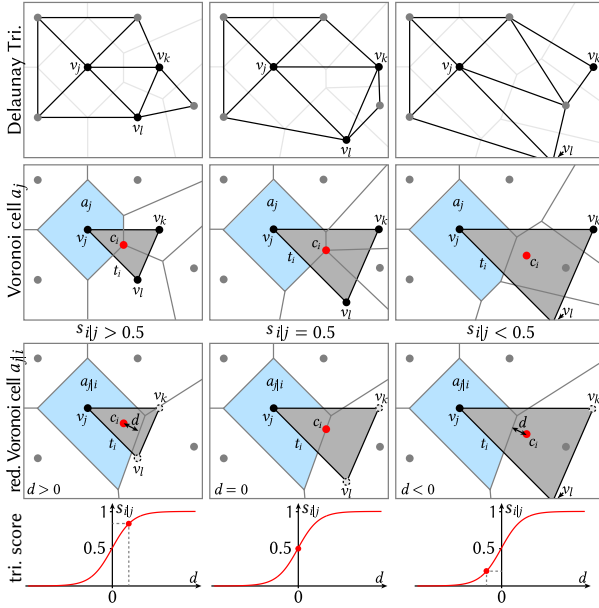 Delaunay Tri.
v_j v_k v_l
v_j v_k v_l
v_j v_k v_l
Voronoi cell a_j
a_j v_k v_j c_i t_i v_l
a_j v_k v_j c_i t_i v_l
a_j v_k v_j c_i t_i v_l
s_{i|j} > 0.5
s_{i|j} = 0.5
s_{i|j} < 0.5
red. Voronoi cell a_{j|i}
a_{j|i} v_k v_j c_i d t_i v_l
d > 0
a_{j|i} v_k v_j c_i t_i v_l
d = 0
a_{j|i} v_k v_j d c_i t_i v_l
d < 0
tri. score
1 s_{i|j} 0.5 d 0
1 s_{i|j} 0.5 d 0
1 s_{i|j} 0.5 d 0